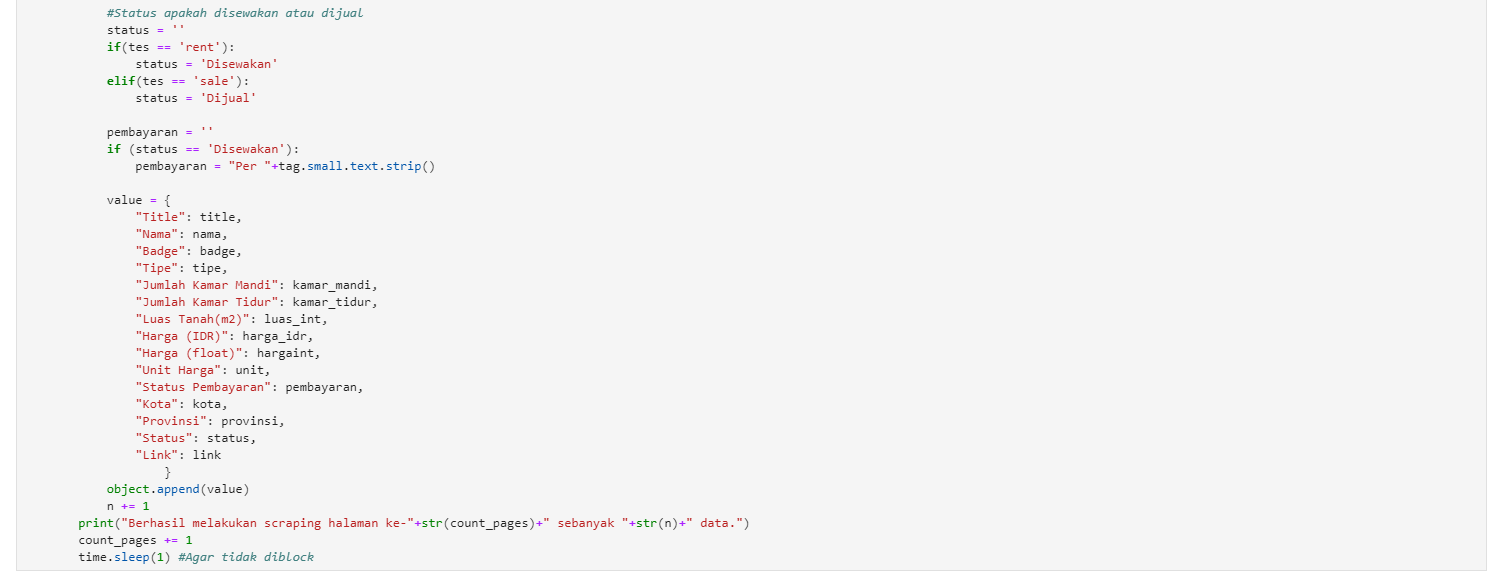 #Status apakah disewakan atau dijual
status = ''
if(tes == 'rent'):
    status = 'Disewakan'
elif(tes == 'sale'):
    status = 'Dijual'
pembayaran = ''
if (status == 'Disewakan'):
    pembayaran = "Per "+tag.small.text.strip()
value = {
    "Title": title,
    "Nama": nama,
    "Badge": badge,
    "Tipe": tipe,
    "Jumlah Kamar Mandi": kamar_mandi,
    "Jumlah Kamar Tidur": kamar_tidur,
    "Luas Tanah(m2)": luas_int,
    "Harga (IDR)": harga_idr,
    "Harga (float)": hargaint,
    "Unit Harga": unit,
    "Status Pembayaran": pembayaran,
    "Kota": kota,
    "Provinsi": provinsi,
    "Status": status,
    "Link": link
        }
object.append(value)
n += 1
print("Berhasil melakukan scraping halaman ke-"+str(count_pages)+" sebanyak "+str(n)+" data.")
count_pages += 1
time.sleep(1) #Agar tidak diblock